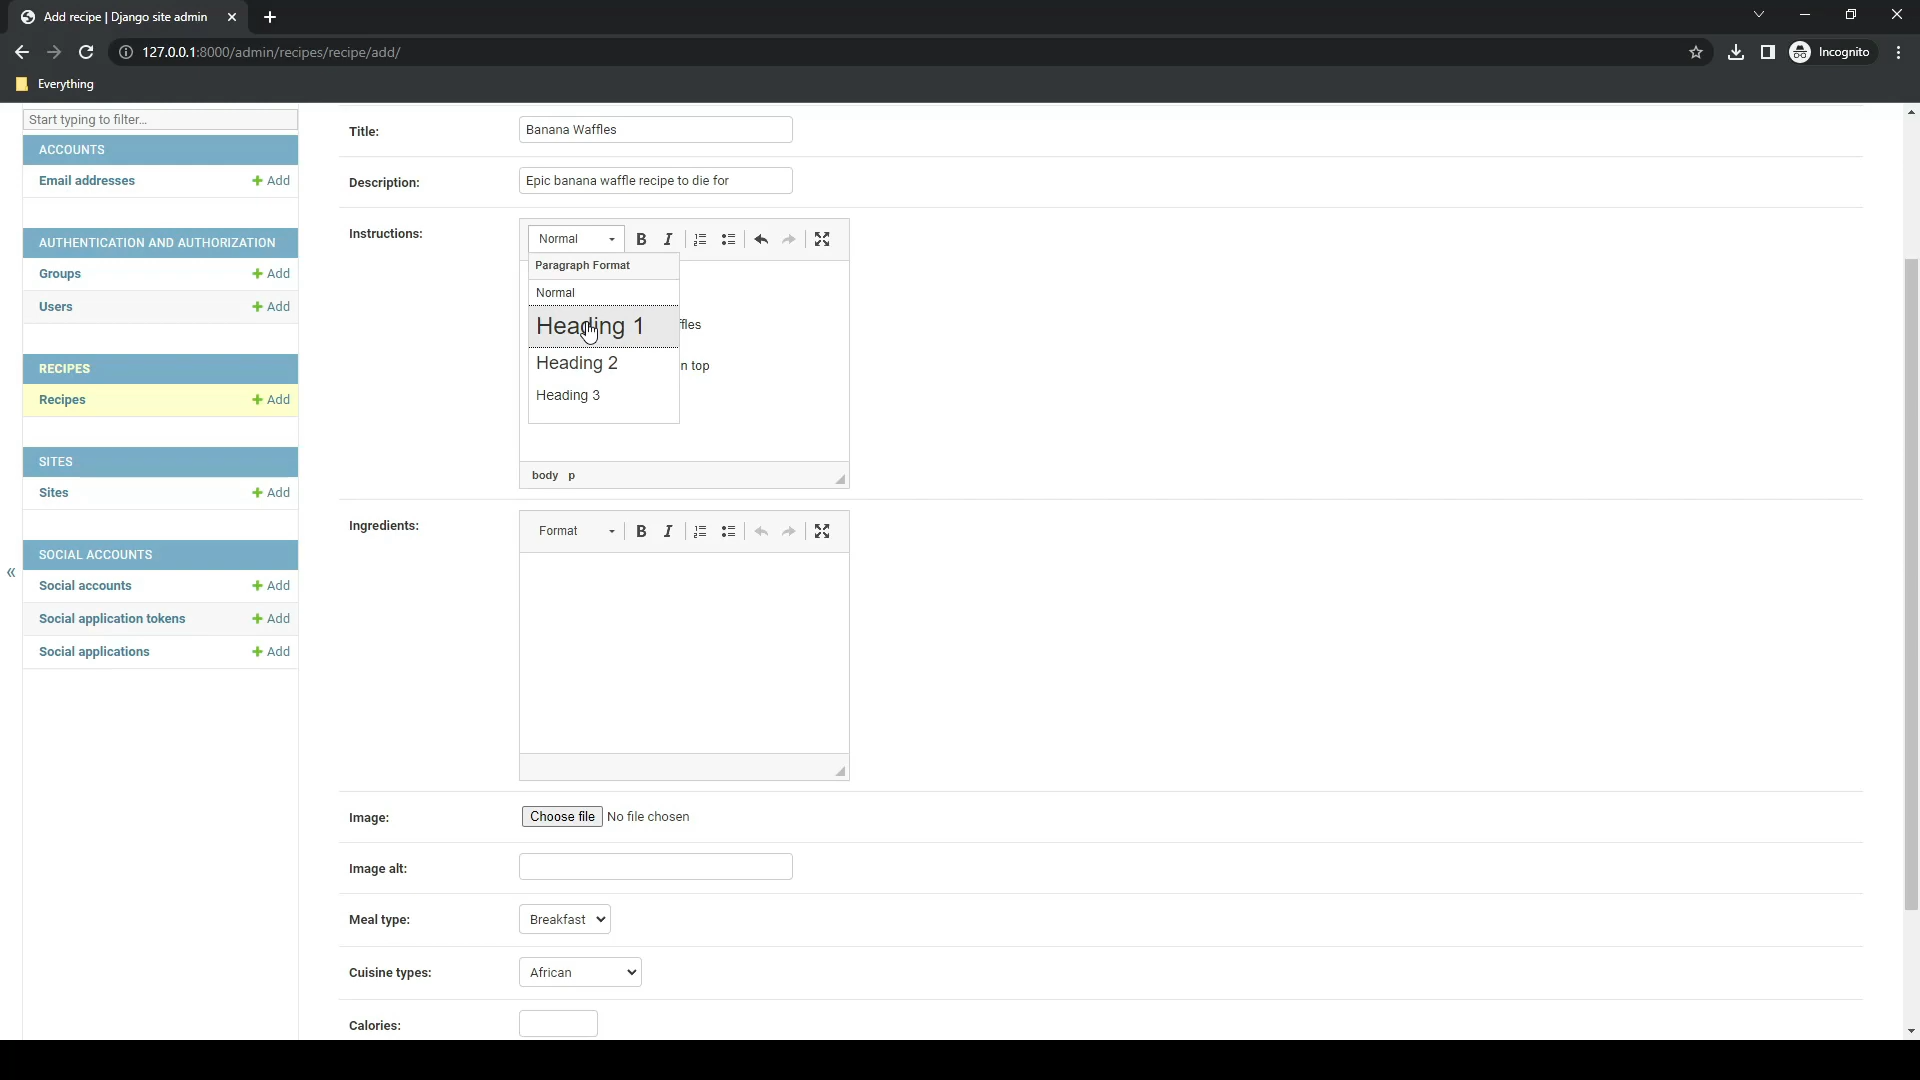 Add recipe | Django site admin
127.0.0.1:8000/admin/recipes/recipe/add/
Incognito
Everything
Start typing to filter...
ACCOUNTS
Email addresses + Add
AUTHENTICATION AND AUTHORIZATION
Groups + Add
Users + Add
RECIPES
Recipes + Add
SITES
Sites + Add
SOCIAL ACCOUNTS
«
Social accounts + Add
Social application tokens + Add
Social applications + Add
Title: Banana Waffles
Description: Epic banana waffle recipe to die for
Instructions:
Normal B I
Paragraph Format
Normal
Heading 1
ffles
Heading 2
n top
Heading 3
body p
Ingredients:
Format B I
Image: Choose file No file chosen
Image alt:
Meal type: Breakfast
Cuisine types: African
Calories: